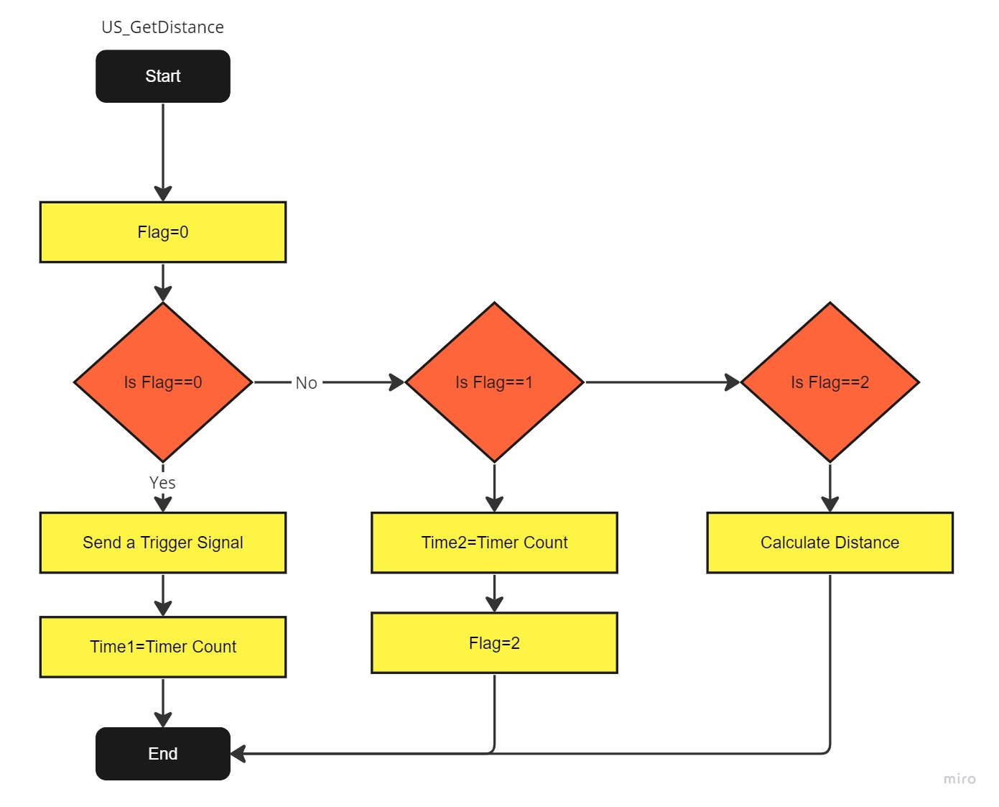 US_GetDistance
Start
Flag=0
Is Flag==0
No
Is Flag==1
Is Flag==2
Yes
Send a Trigger Signal
Time2=Timer Count
Calculate Distance
Time1=Timer Count
Flag=2
End
miro